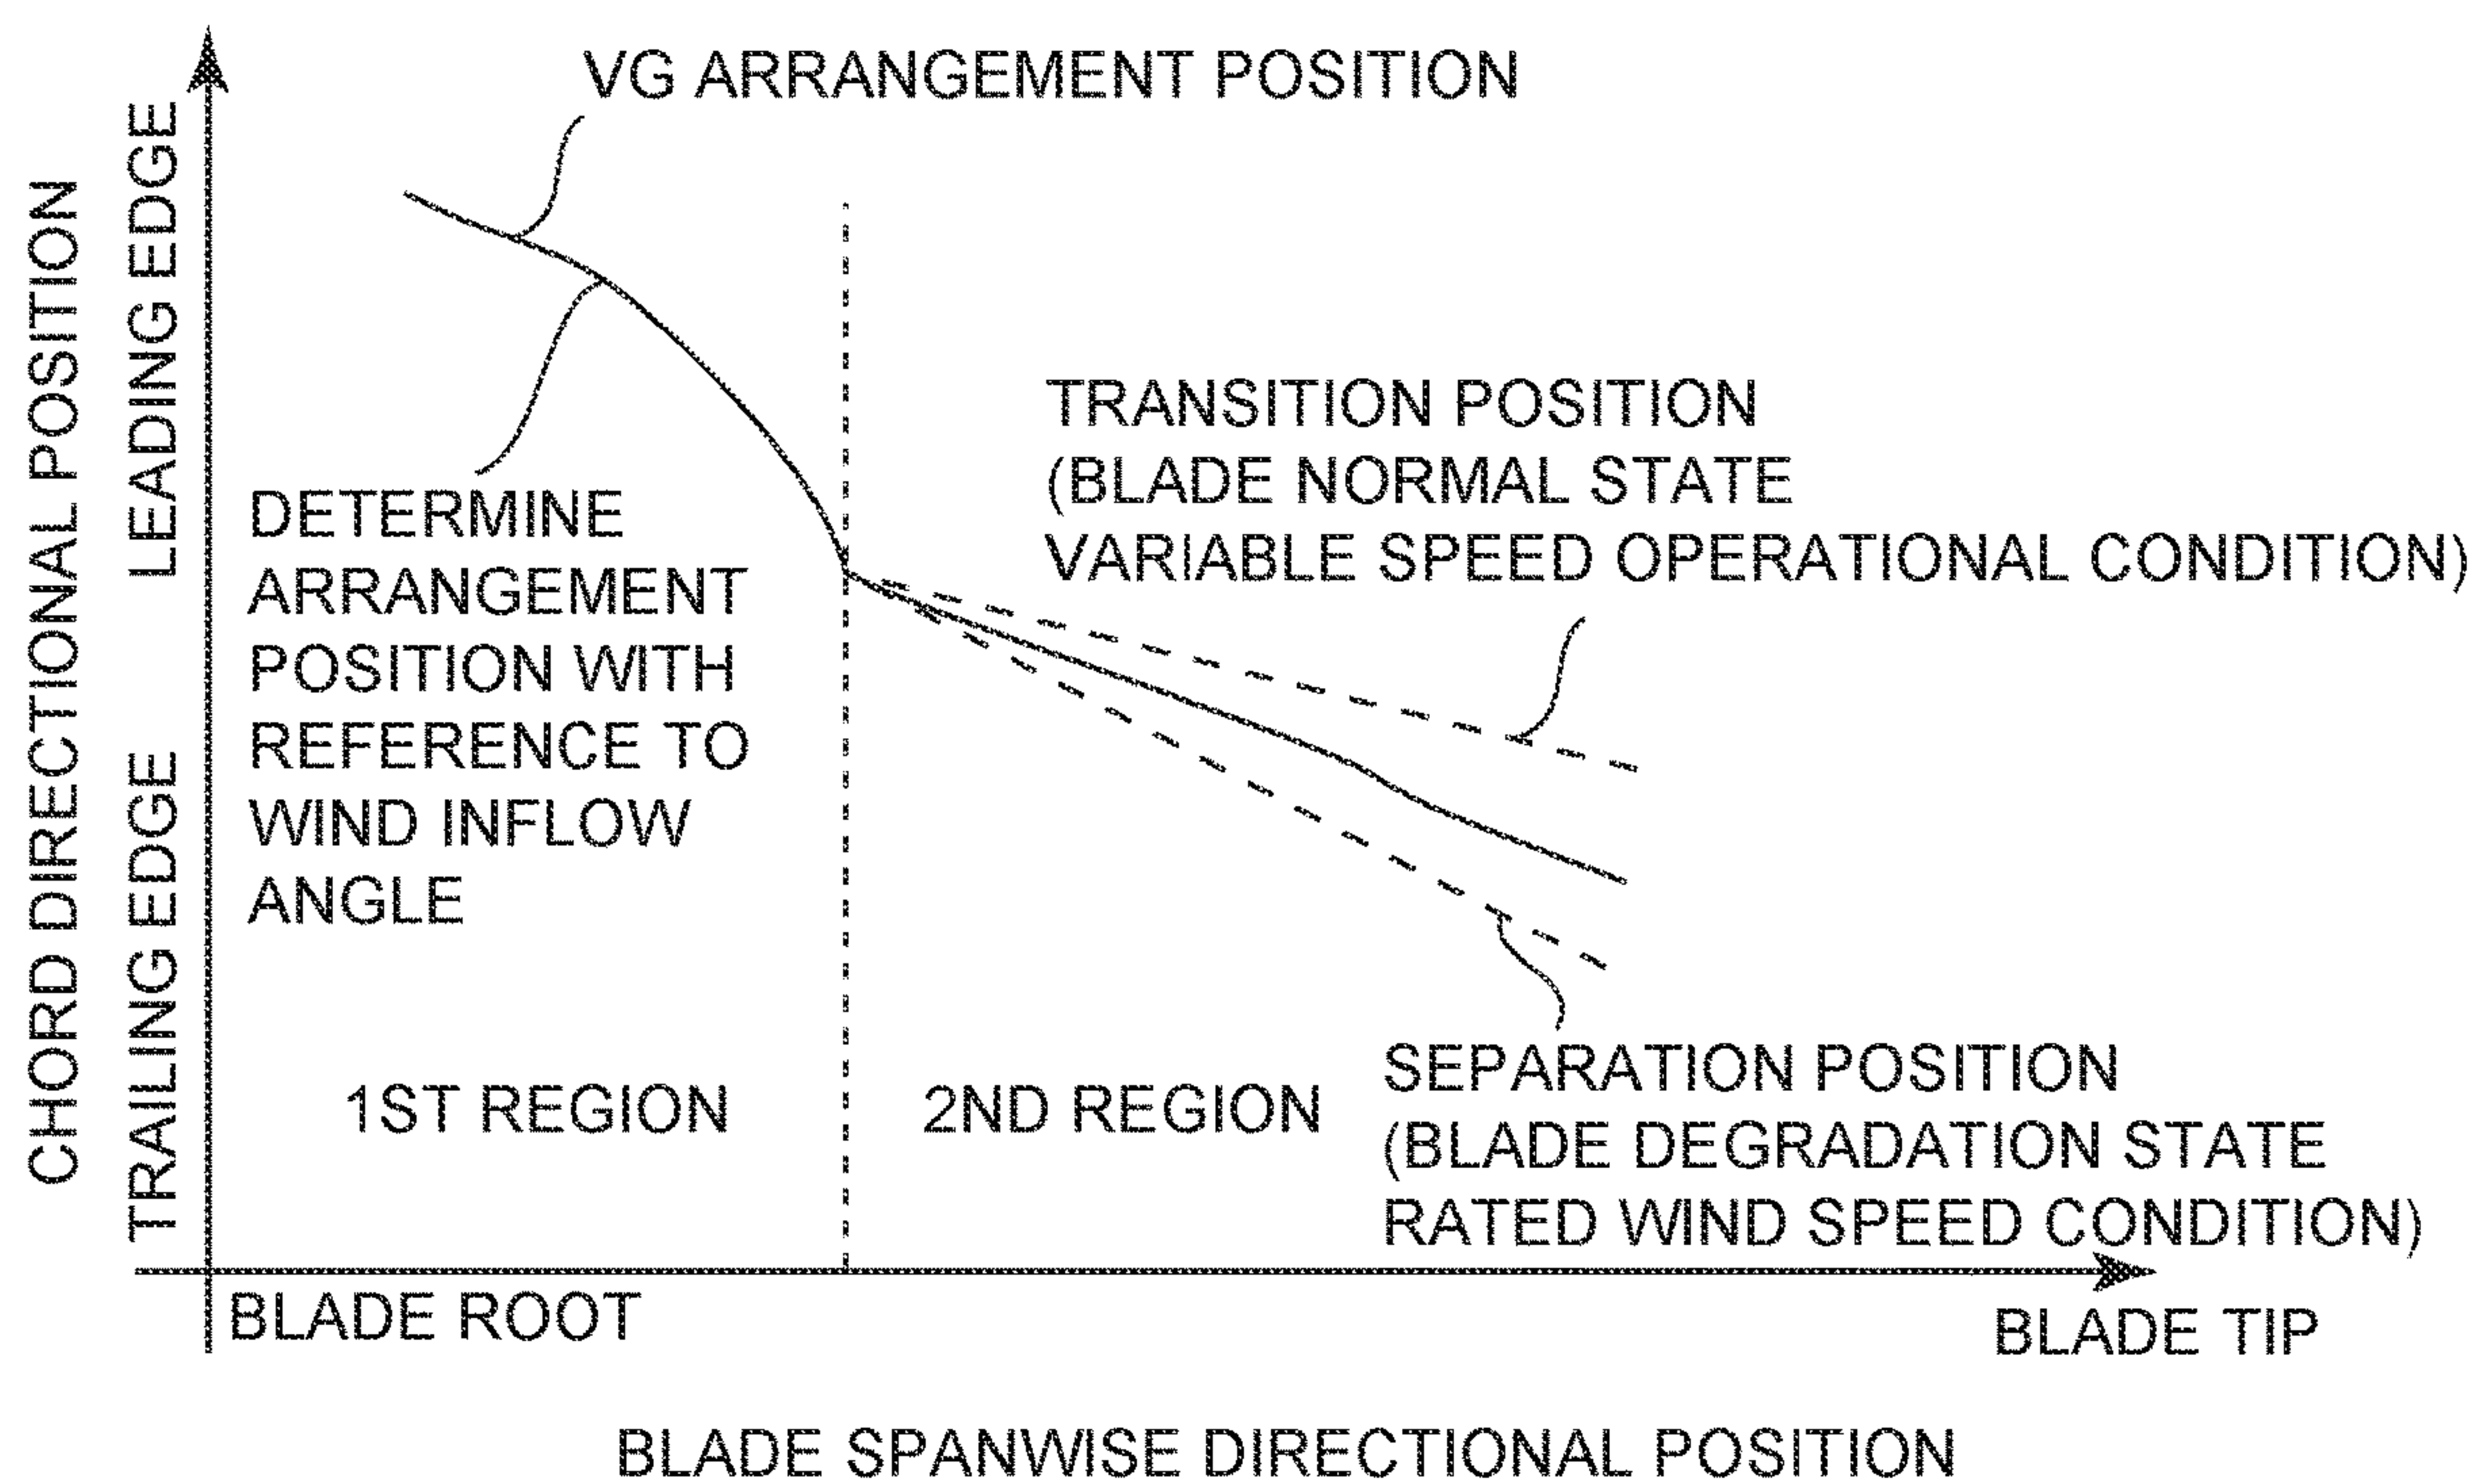 VG ARRANGEMENT POSITION
CHORD DIRECTIONAL POSITION
LEADING EDGE
TRAILING EDGE
DETERMINE
ARRANGEMENT
POSITION WITH
REFERENCE TO
WIND INFLOW
ANGLE
TRANSITION POSITION
(BLADE NORMAL STATE
VARIABLE SPEED OPERATIONAL CONDITION)
1ST REGION
2ND REGION
SEPARATION POSITION
(BLADE DEGRADATION STATE
RATED WIND SPEED CONDITION)
BLADE ROOT
BLADE TIP
BLADE SPANWISE DIRECTIONAL POSITION